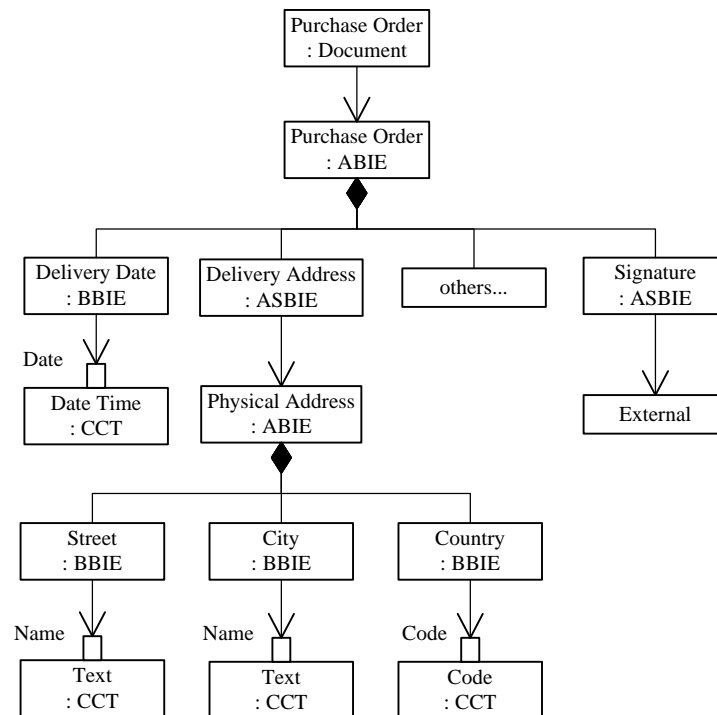 Purchase Order
: Document
Purchase Order
: ABIE
Delivery Date
: BBIE
Delivery Address
: ASBIE
others...
Signature
: ASBIE
Date
Date Time
: CCT
Physical Address
: ABIE
External
Street
: BBIE
City
: BBIE
Country
: BBIE
Name
Name
Code
Text
: CCT
Text
: CCT
Code
: CCT